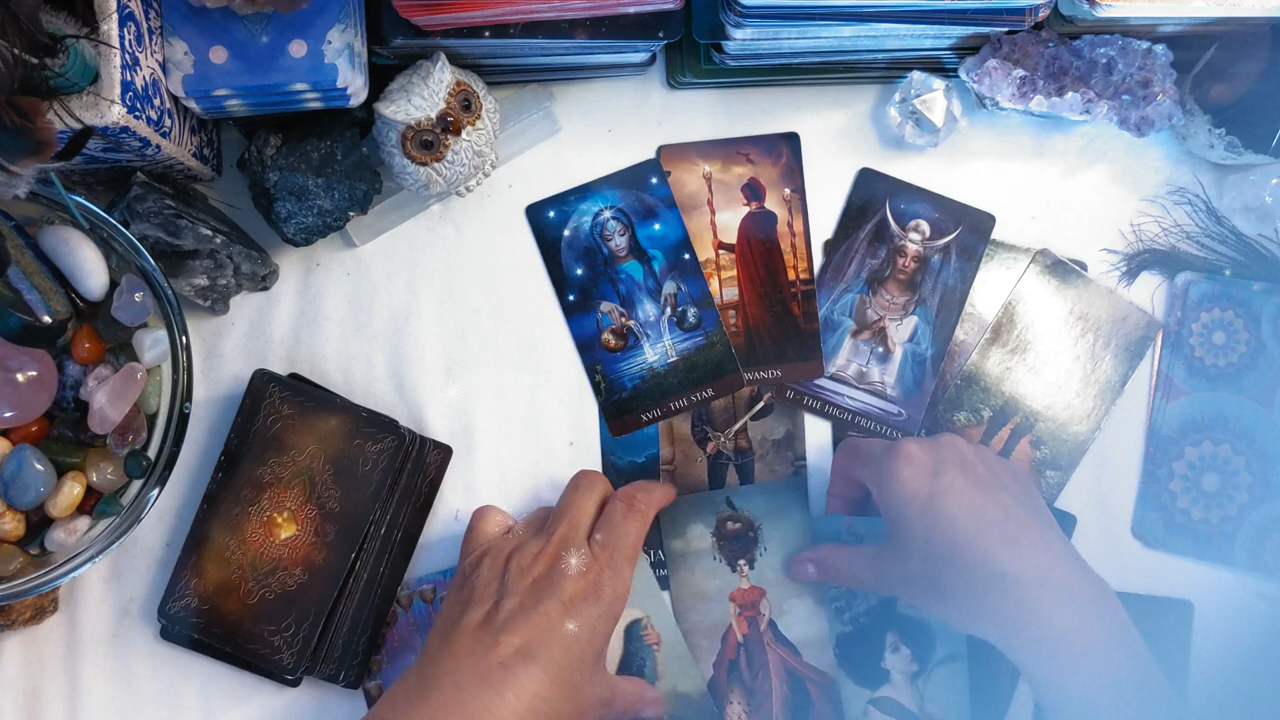 WANDS
XVII - THE STAR
II - THE HIGH PRIESTESS